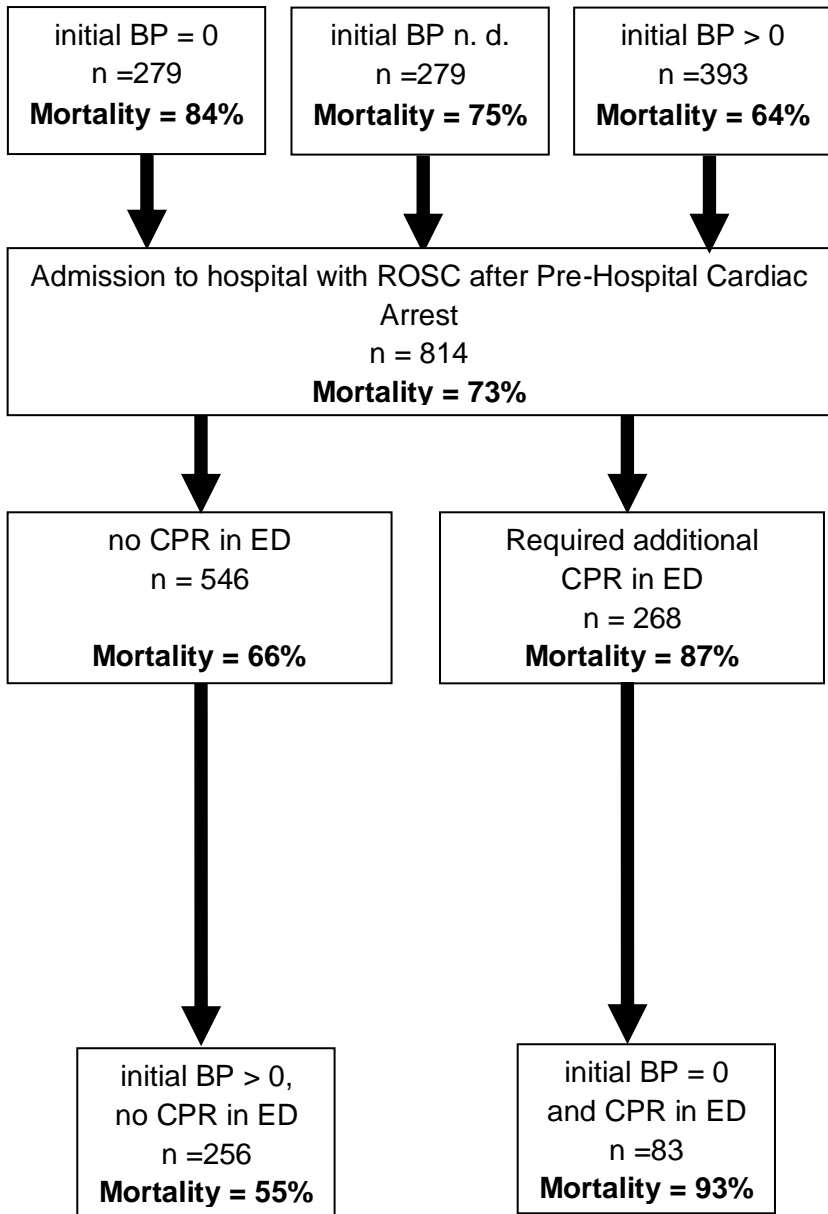 initial BP = 0
n =279
Mortality = 84%
initial BP n. d.
n =279
Mortality = 75%
initial BP > 0
n =393
Mortality = 64%
Admission to hospital with ROSC after Pre-Hospital Cardiac
Arrest
n = 814
Mortality = 73%
no CPR in ED
n = 546
Mortality = 66%
Required additional
CPR in ED
n = 268
Mortality = 87%
initial BP > 0,
no CPR in ED
n =256
Mortality = 55%
initial BP = 0
and CPR in ED
n =83
Mortality = 93%